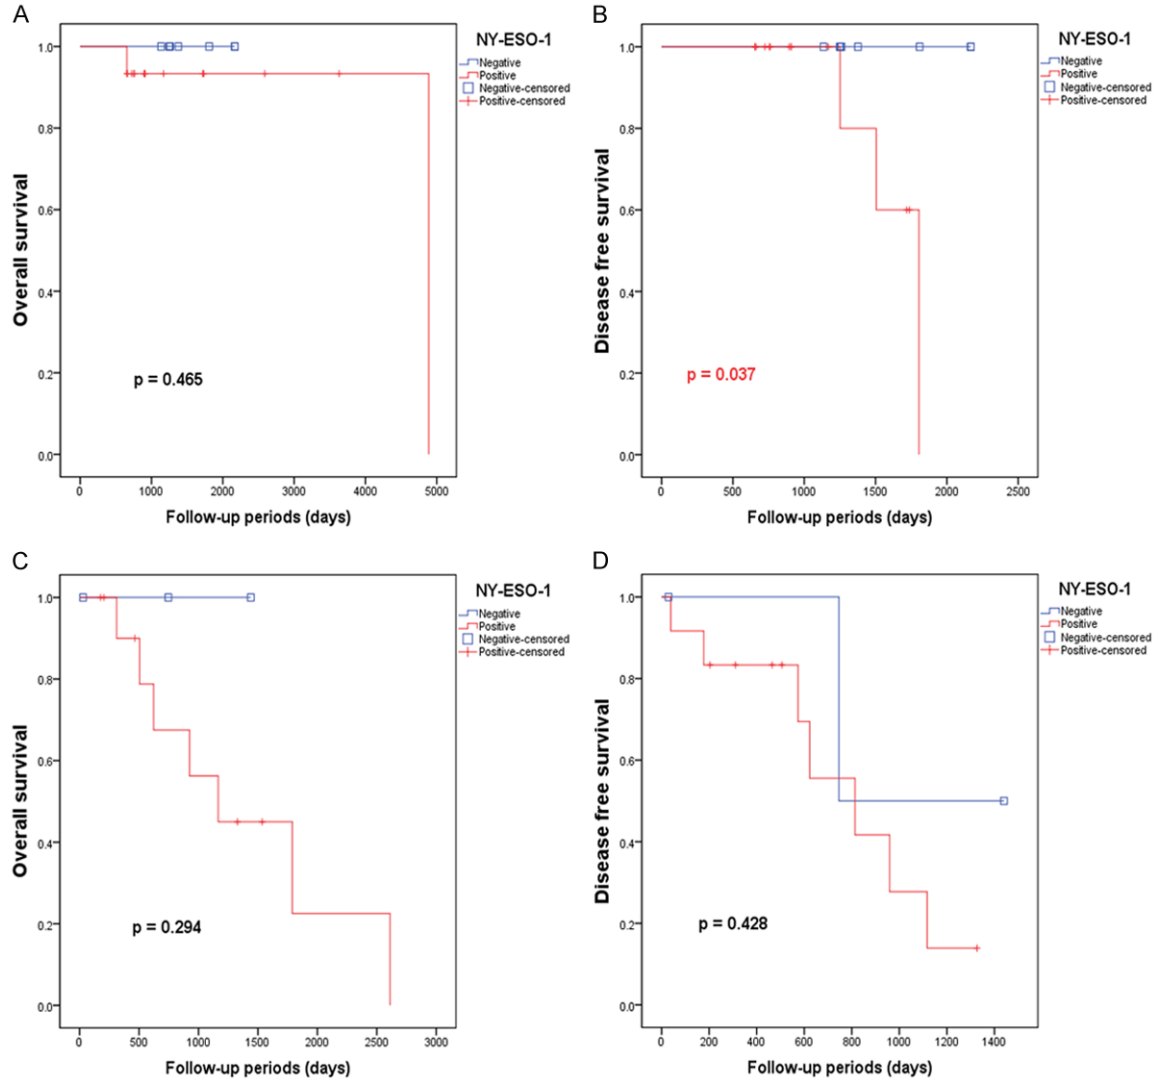 A
NY-ESO-1
Negative
Positive
Negative-censored
Positive-censored
Overall survival
1.0
0.8
0.6
0.4
0.2
0.0
p = 0.465
0 1000 2000 3000 4000 5000
Follow-up periods (days)
B
NY-ESO-1
Negative
Positive
Negative-censored
Positive-censored
Disease free survival
1.0
0.8
0.6
0.4
0.2
0.0
p = 0.037
0 500 1000 1500 2000 2500
Follow-up periods (days)
C
NY-ESO-1
Negative
Positive
Negative-censored
Positive-censored
Overall survival
1.0
0.8
0.6
0.4
0.2
0.0
p = 0.294
0 500 1000 1500 2000 2500 3000
Follow-up periods (days)
D
NY-ESO-1
Negative
Positive
Negative-censored
Positive-censored
Disease free survival
1.0
0.8
0.6
0.4
0.2
0.0
p = 0.428
0 200 400 600 800 1000 1200 1400
Follow-up periods (days)